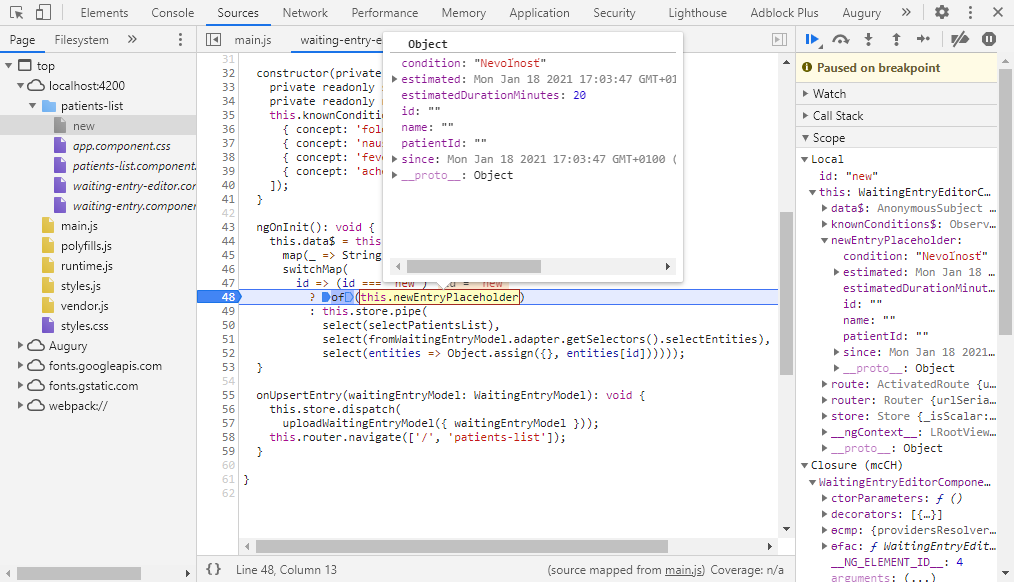 Elements Console Sources Network Performance Memory Application Security Lighthouse Adblock Plus Augury »
Page Filesystem »
main.js
waiting-entry-e
top
localhost:4200
patients-list
new
app.component.css
patients-list.component.
waiting-entry-editor.cor
waiting-entry.componer
main.js
polyfills.js
runtime.js
styles.js
vendor.js
styles.css
Augury
fonts.googleapis.com
fonts.gstatic.com
webpack://
31
32 constructor(private
33 private readonly
34 private readonly
35 this.knownConditio
36 { concept: 'fol
37 { concept: 'nau
38 { concept: 'fev
39 { concept: 'ach
40 ]);
41 }
42
43 ngOnInit(): void {
44 this.data$ = this
45 map(_ => String
46 switchMap(
47 id => (id === 'new') id = "new"
48 ? of (this.newEntryPlaceholder)
49 : this.store.pipe(
50 select(selectPatientsList),
51 select(fromWaitingEntryModel.adapter.getSelectors().selectEntities),
52 select(entities => Object.assign({}, entities[id])))));
53 }
54
55 onUpsertEntry(waitingEntryModel: WaitingEntryModel): void {
56 this.store.dispatch(
57 uploadWaitingEntryModel({ waitingEntryModel }));
58 this.router.navigate(['/', 'patients-list']);
59 }
60
61 }
62
Object
condition: "Nevoľnosť"
estimated: Mon Jan 18 2021 17:03:47 GMT+01
estimatedDurationMinutes: 20
id: ""
name: ""
patientId: ""
since: Mon Jan 18 2021 17:03:47 GMT+0100 (
__proto__: Object
{} Line 48, Column 13 (source mapped from main.js) Coverage: n/a
Paused on breakpoint
Watch
Call Stack
Scope
Local
id: "new"
this: WaitingEntryEditorC…
data$: AnonymousSubject …
knownConditions$: Observ…
newEntryPlaceholder:
condition: "Nevoľnosť"
estimated: Mon Jan 18 …
estimatedDurationMinut…
id: ""
name: ""
patientId: ""
since: Mon Jan 18 2021…
__proto__: Object
route: ActivatedRoute {u…
router: Router {urlSeria…
store: Store {_isScalar:…
__ngContext__: LRootView…
__proto__: Object
Closure (mcCH)
WaitingEntryEditorCompone…
ctorParameters: ƒ ()
decorators: [{…}]
ɵcmp: {providersResolver…
ɵfac: ƒ WaitingEntryEdit…
__NG_ELEMENT_ID__: 4
arguments: (...)